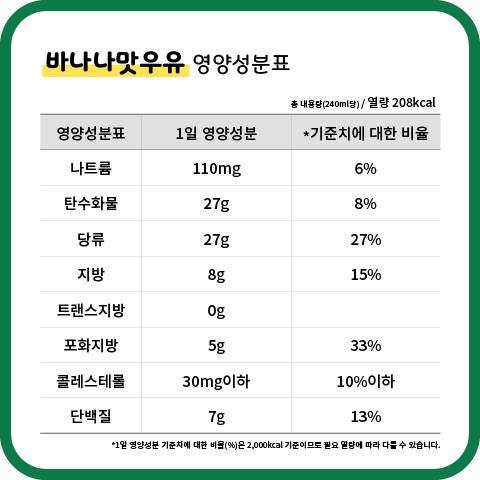 바나나맛우유 영양성분표
총 내용량(240ml당) / 열량 208kcal
영양성분표 1일 영양성분 *기준치에 대한 비율
나트륨 110mg 6%
탄수화물 27g 8%
당류 27g 27%
지방 8g 15%
트랜스지방 0g
포화지방 5g 33%
콜레스테롤 30mg이하 10%이하
단백질 7g 13%
*1일 영양성분 기준치에 대한 비율(%)은 2,000kcal 기준이므로 필요 열량에 따라 다를 수 있습니다.